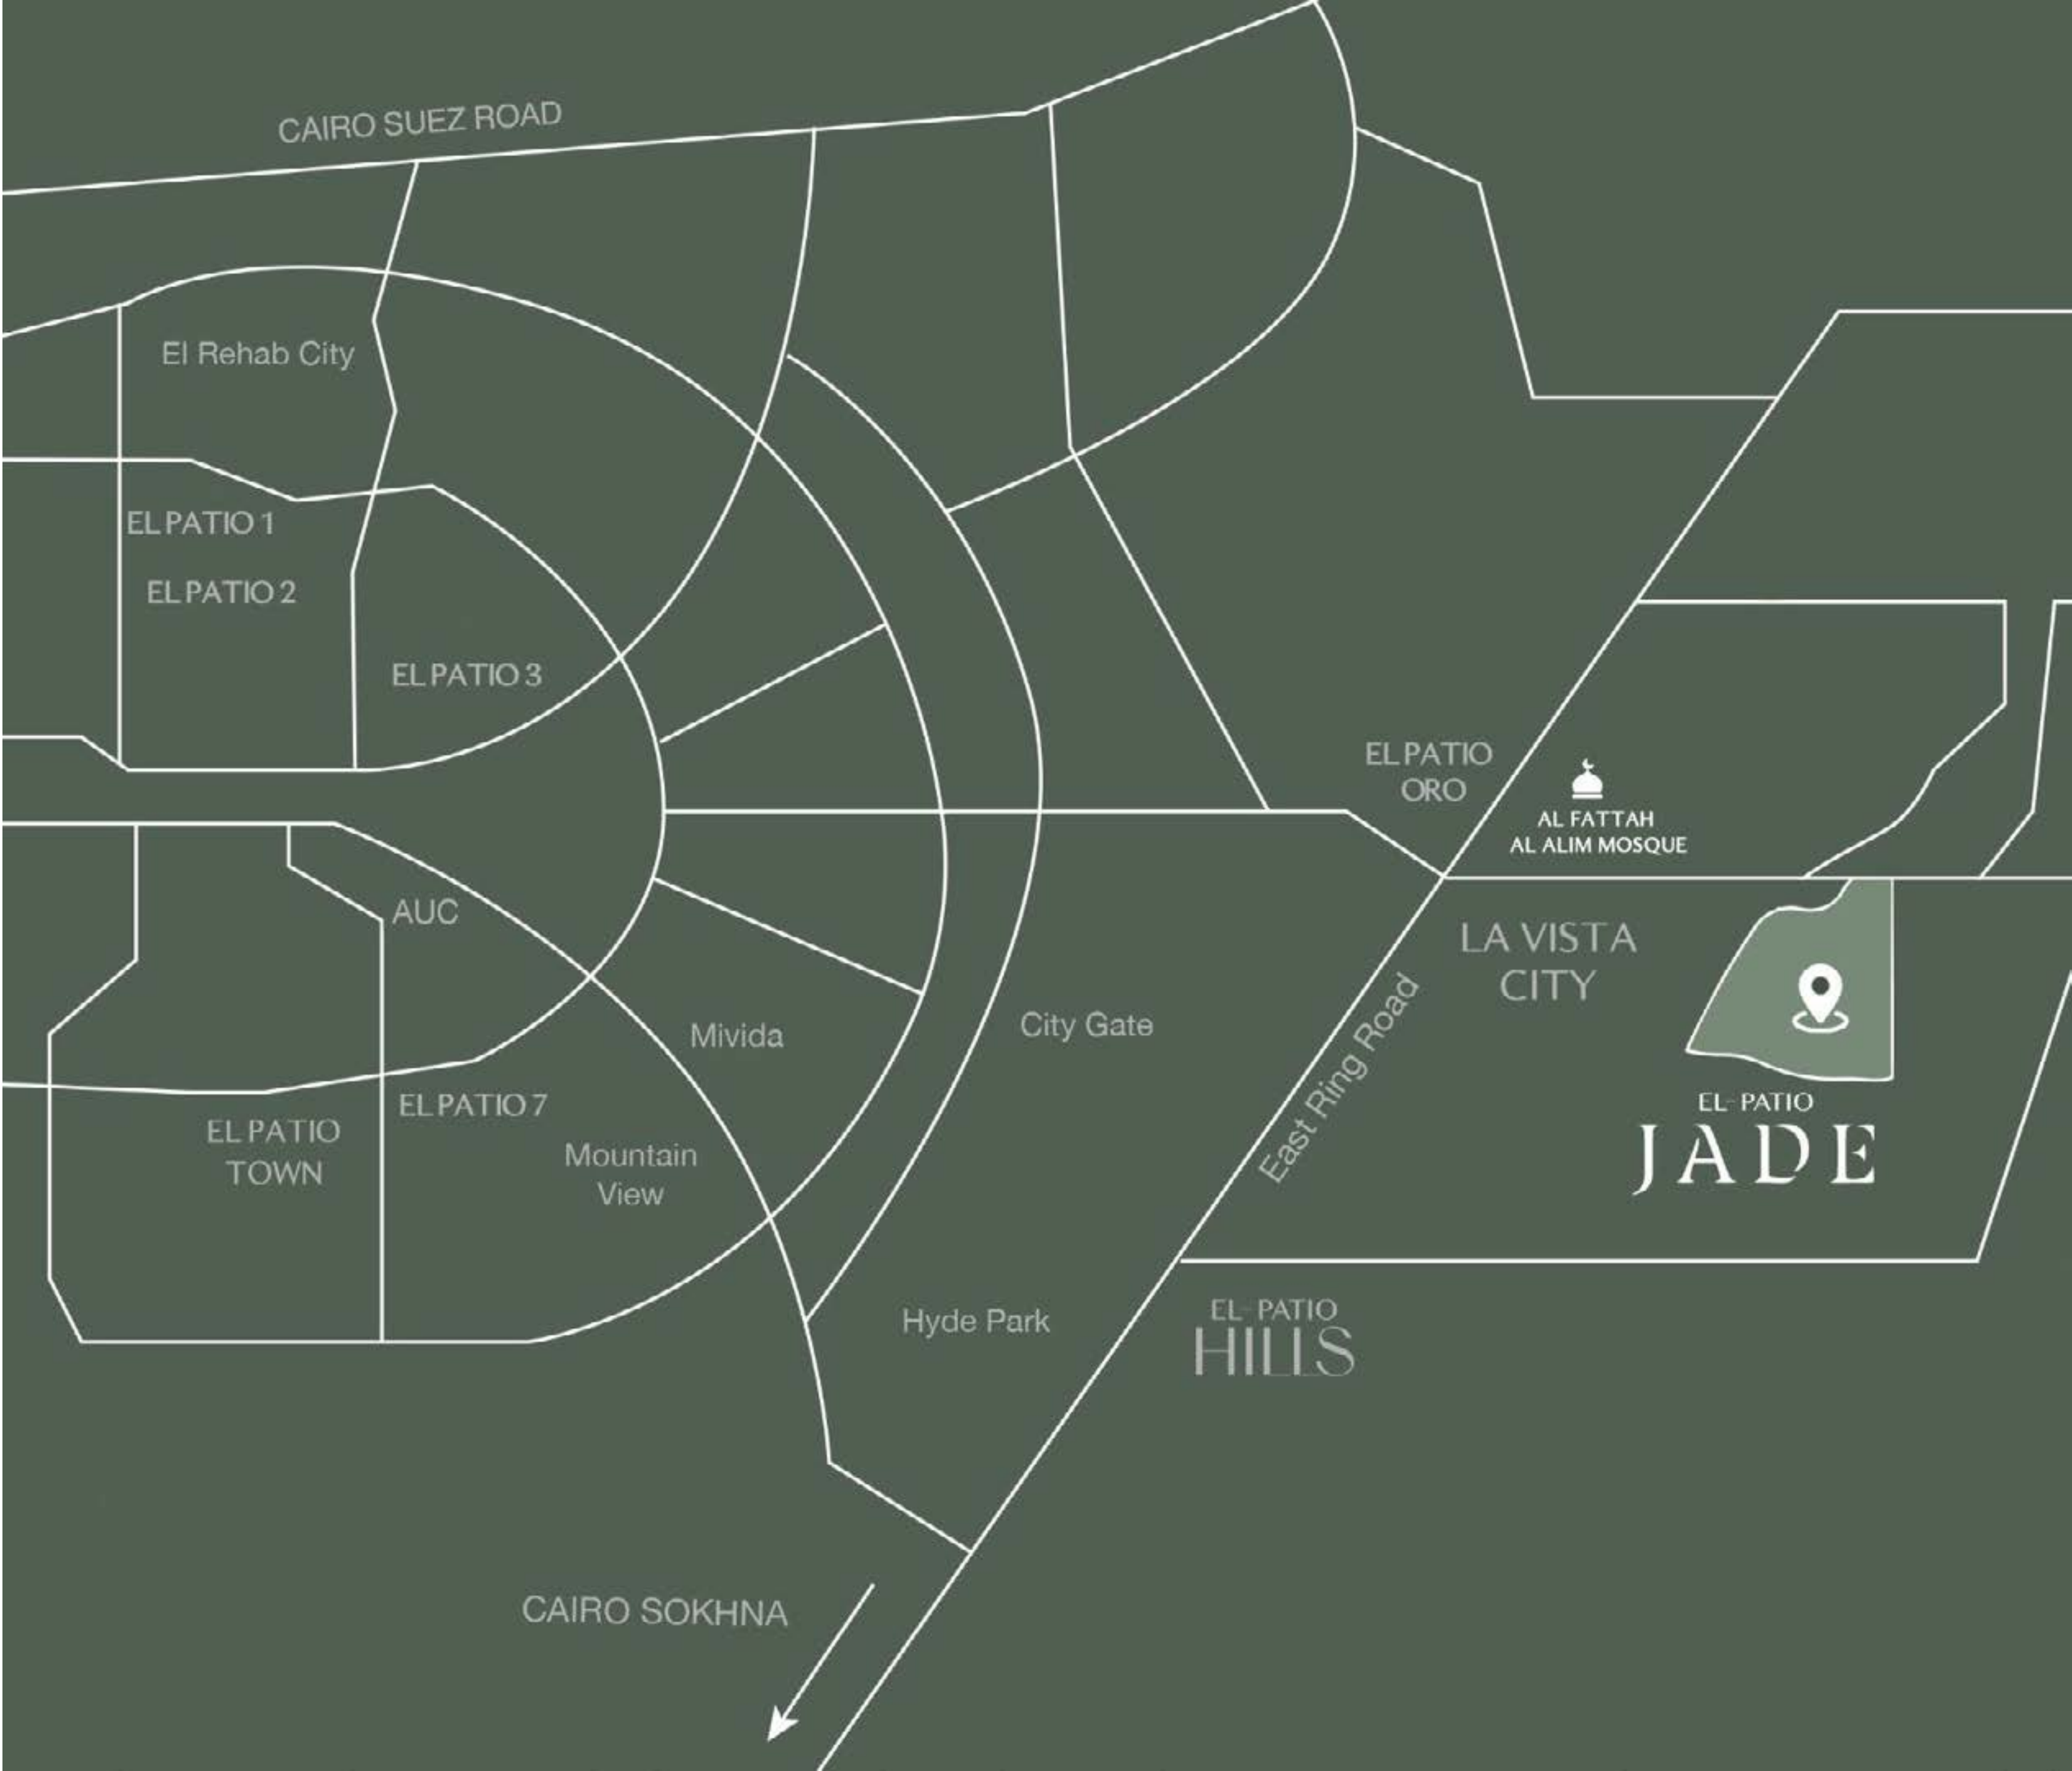 CAIRO SUEZ ROAD
El Rehab City
EL PATIO 1
EL PATIO 2
EL PATIO 3
EL PATIO
ORO
AL FATTAH
AL ALIM MOSQUE
AUC
LA VISTA
CITY
Mivida
City Gate
East Ring Road
EL PATIO 7
EL PATIO
TOWN
Mountain
View
EL-PATIO
JADE
Hyde Park
EL-PATIO
HILLS
CAIRO SOKHNA